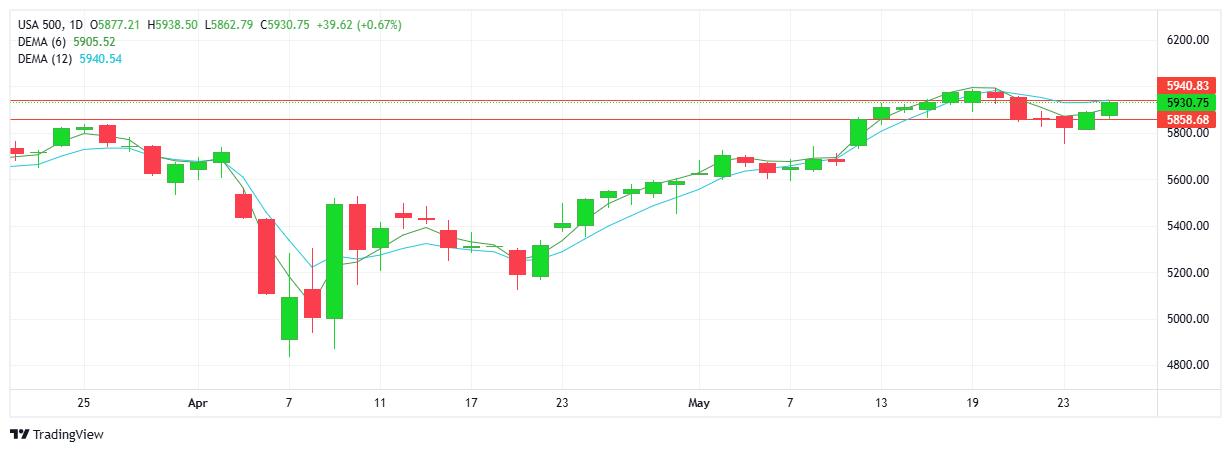 USA 500, 1D O5877.21 H5938.50 L5862.79 C5930.75 +39.62 (+0.67%)
DEMA (6) 5905.52
DEMA (12) 5940.54
6200.00
5940.83
5930.75
5858.68
5800.00
5600.00
5400.00
5200.00
5000.00
4800.00
25 Apr 7 11 17 23 May 7 13 19 23
TradingView